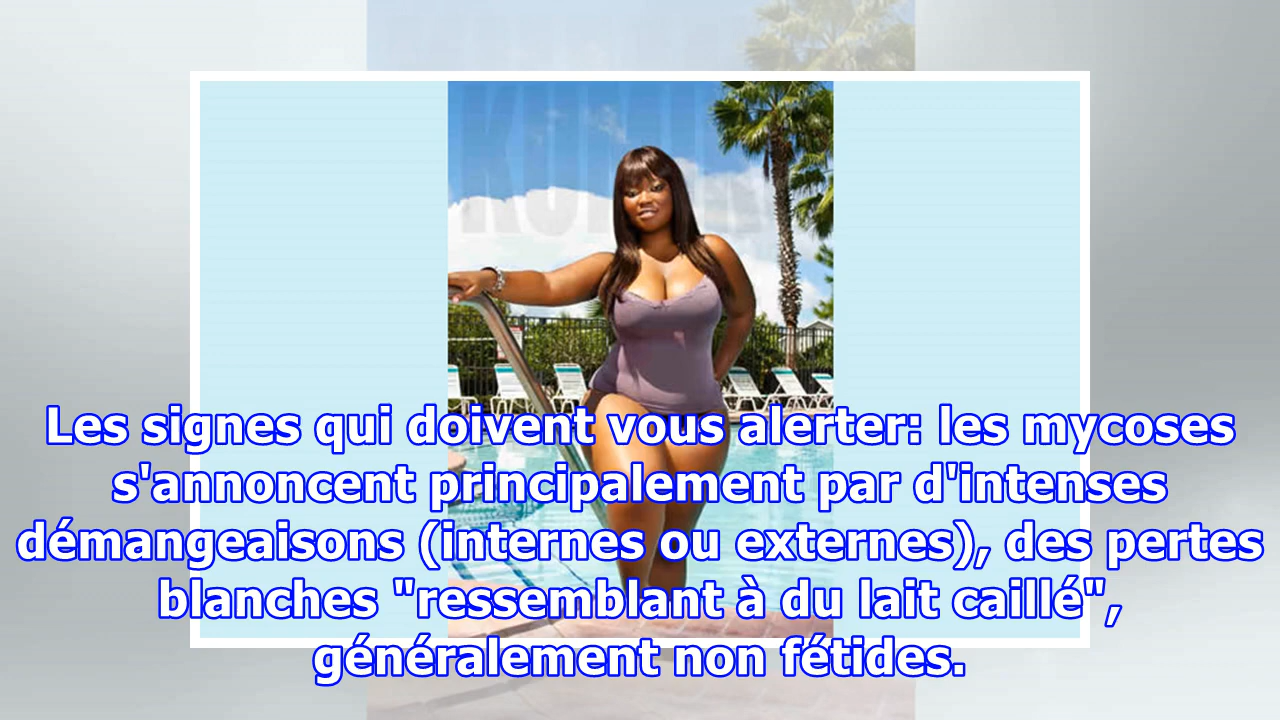 Les signes qui doivent vous alerter: les mycoses
s'annoncent principalement par d'intenses
démangeaisons (internes ou externes), des pertes
blanches "ressemblant à du lait caillé",
généralement non fétides.